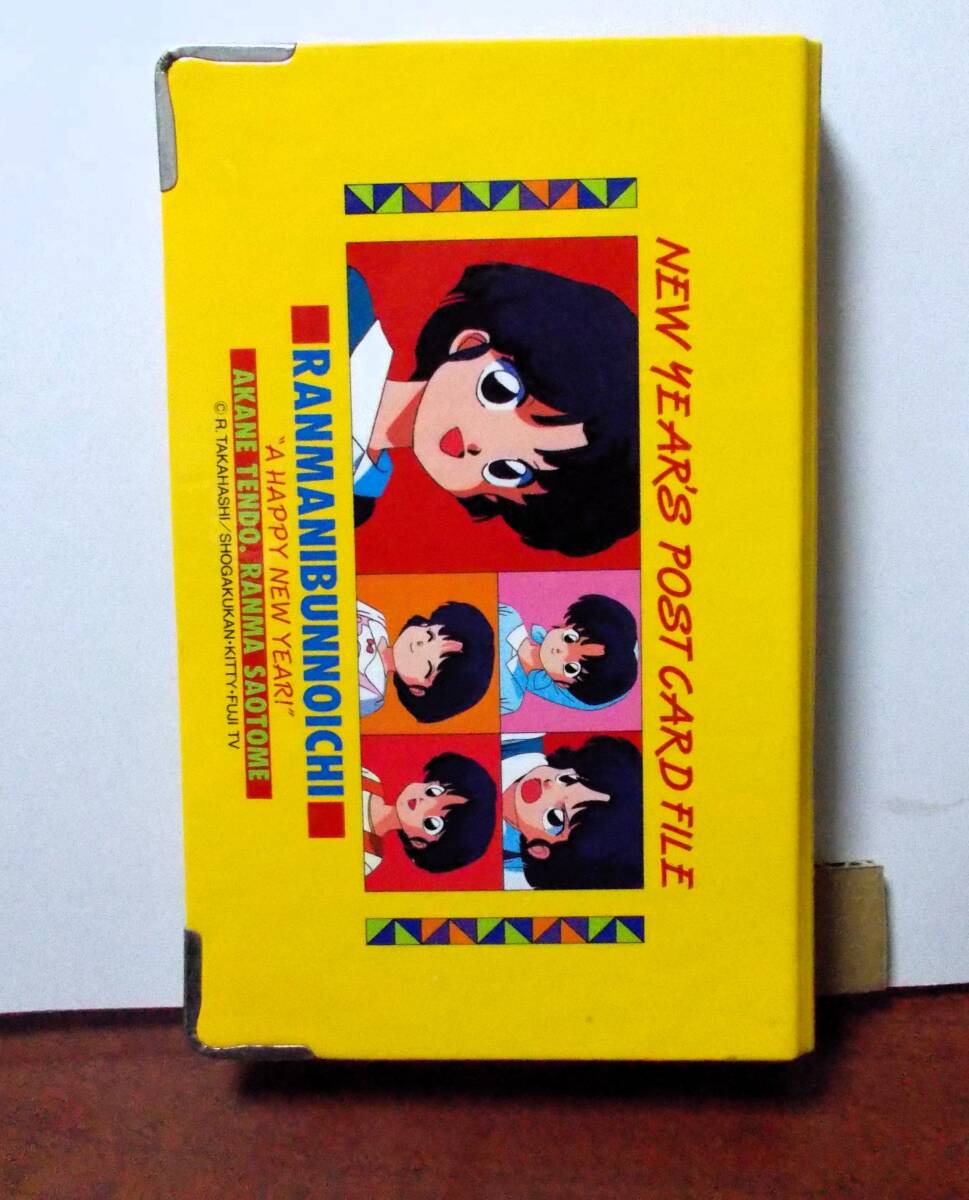 NEW YEAR'S POST CARD FILE
RANMANIBUNNOICHI
"A HAPPY NEW YEAR!"
AKANE TENDO. RANMA SAOTOME
© R. TAKAHASHI/SHOGAKUKAN・KITTY・FUJI TV